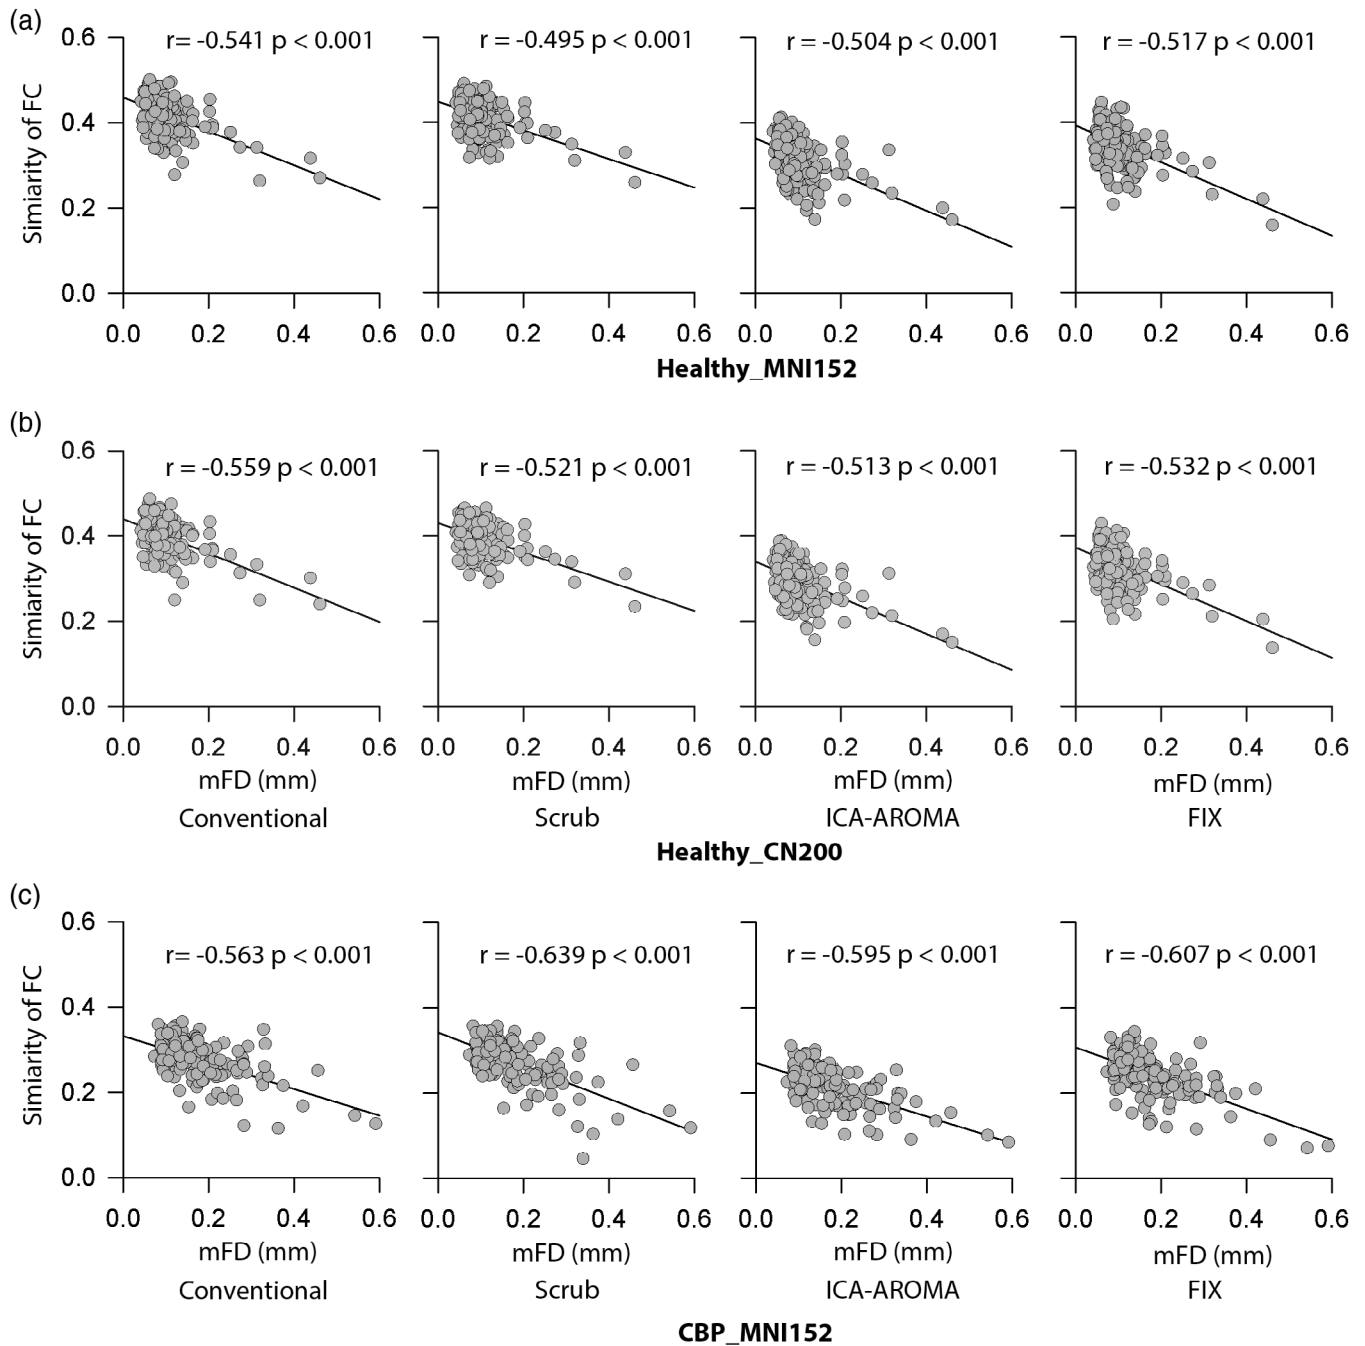 (a)
r= -0.541 p < 0.001
r = -0.495 p < 0.001
r = -0.504 p < 0.001
r = -0.517 p < 0.001
Simiarity of FC
0.6
0.4
0.2
0.0
0.0 0.2 0.4 0.6
0.0 0.2 0.4 0.6
0.0 0.2 0.4 0.6
0.0 0.2 0.4 0.6
Healthy_MNI152
(b)
r = -0.559 p < 0.001
r = -0.521 p < 0.001
r = -0.513 p < 0.001
r = -0.532 p < 0.001
Simiarity of FC
0.6
0.4
0.2
0.0
0.0 0.2 0.4 0.6
0.0 0.2 0.4 0.6
0.0 0.2 0.4 0.6
0.0 0.2 0.4 0.6
mFD (mm)
mFD (mm)
mFD (mm)
mFD (mm)
Conventional
Scrub
ICA-AROMA
FIX
Healthy_CN200
(c)
r= -0.563 p < 0.001
r = -0.639 p < 0.001
r = -0.595 p < 0.001
r = -0.607 p < 0.001
Simiarity of FC
0.6
0.4
0.2
0.0
0.0 0.2 0.4 0.6
0.0 0.2 0.4 0.6
0.0 0.2 0.4 0.6
0.0 0.2 0.4 0.6
mFD (mm)
mFD (mm)
mFD (mm)
mFD (mm)
Conventional
Scrub
ICA-AROMA
FIX
CBP_MNI152